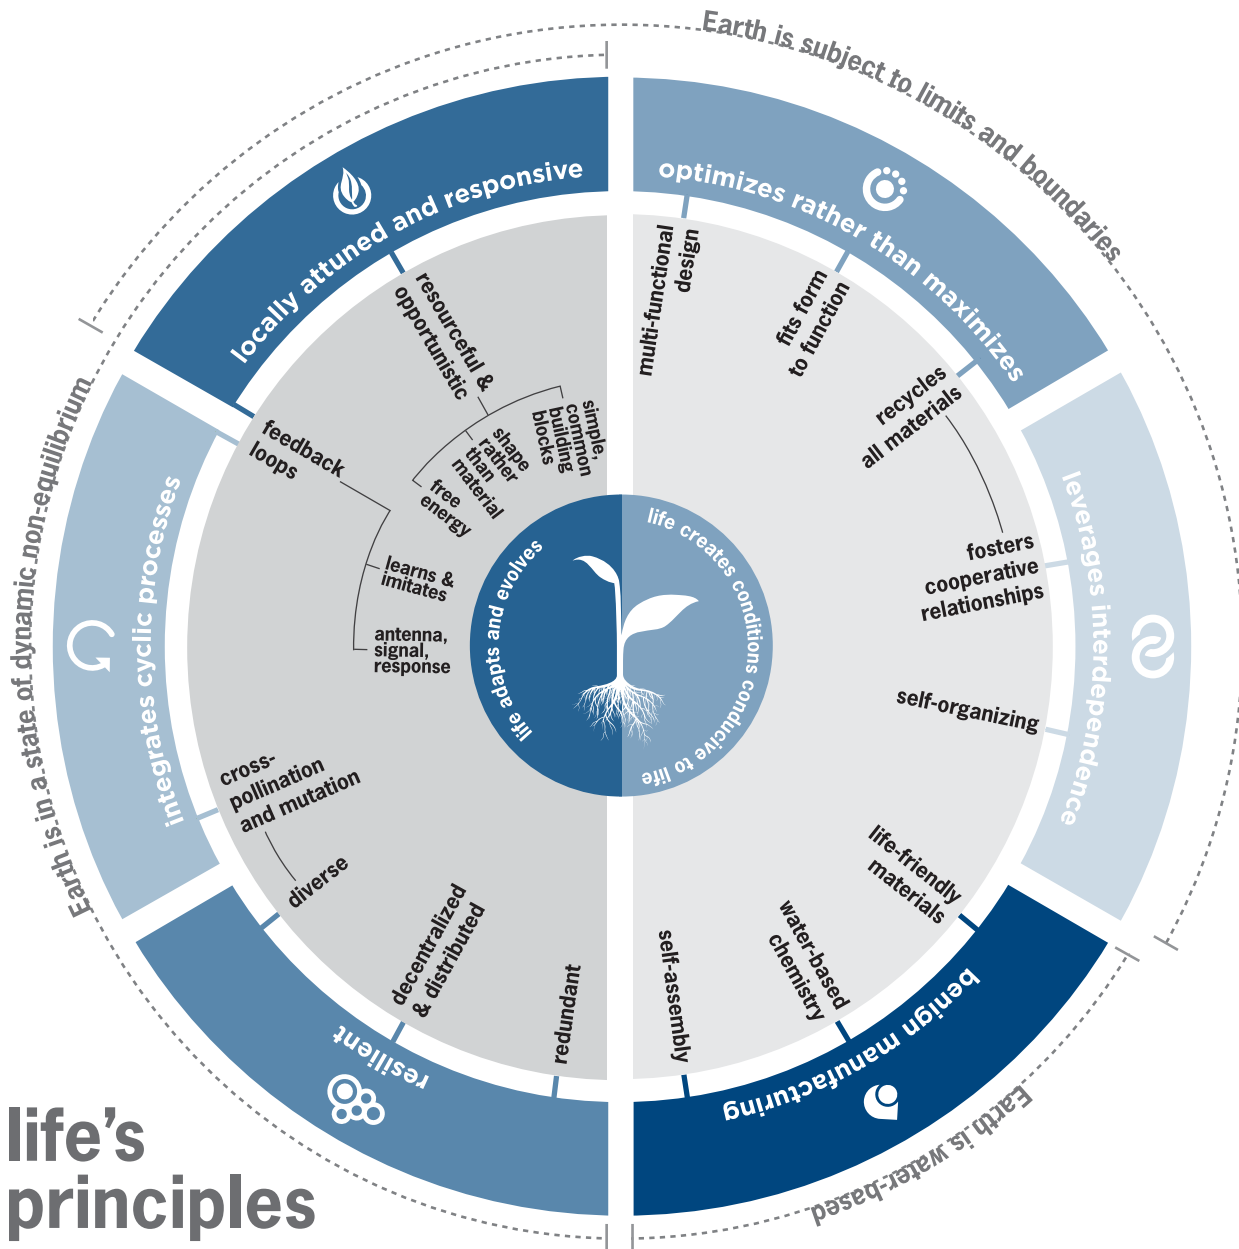 Earth is subject to limits and boundaries
locally attuned and responsive
optimizes rather than maximizes
multi-functional
design
fits form
to function
recycles
all materials
resourceful &
opportunistic
simple,
common
building
blocks
shape
rather
than
material
free
energy
feedback
loops
learns &
imitates
antenna,
signal,
response
life adapts and evolves
life creates conditions conducive to life
fosters
cooperative
relationships
self-organizing
leverages interdependence
integrates cyclic processes
Earth is in a state of dynamic non-equilibrium
cross-
pollination
and mutation
diverse
decentralized
& distributed
redundant
resilient
self-assembly
water-based
chemistry
life-friendly
materials
benign manufacturing
Earth is water-based
life's
principles